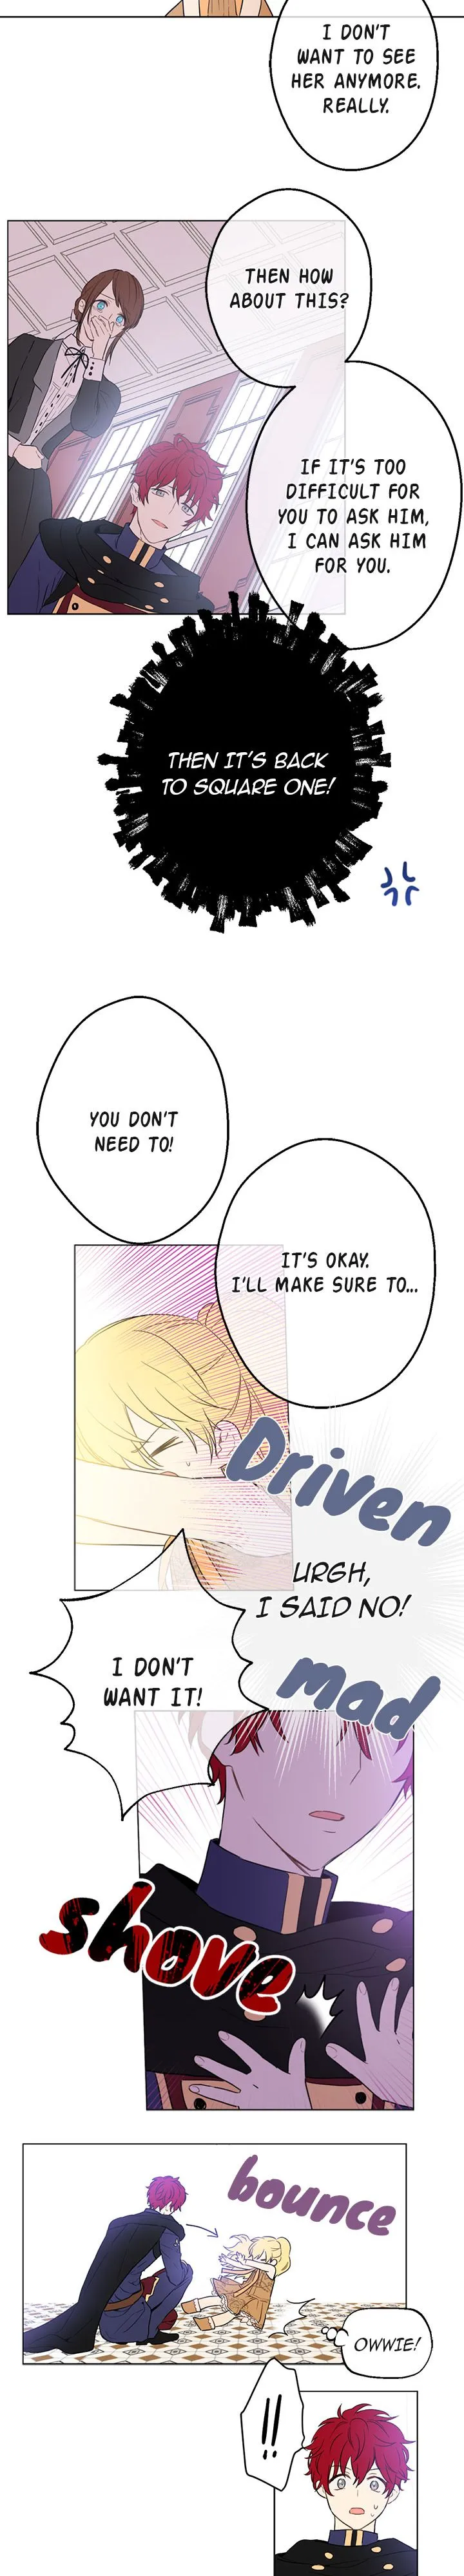 I DON'T
WANT TO SEE
HER ANYMORE.
REALLY.
THEN HOW
ABOUT THIS?
IF IT'S TOO
DIFFICULT FOR
YOU TO ASK HIM,
I CAN ASK HIM
FOR YOU.
THEN IT'S BACK
TO SQUARE ONE!
YOU DON'T
NEED TO!
IT'S OKAY.
I'LL MAKE SURE TO...
Driven
URGH,
I SAID NO!
mad
I DON'T
WANT IT!
shove
bounce
OWWIE!
!!